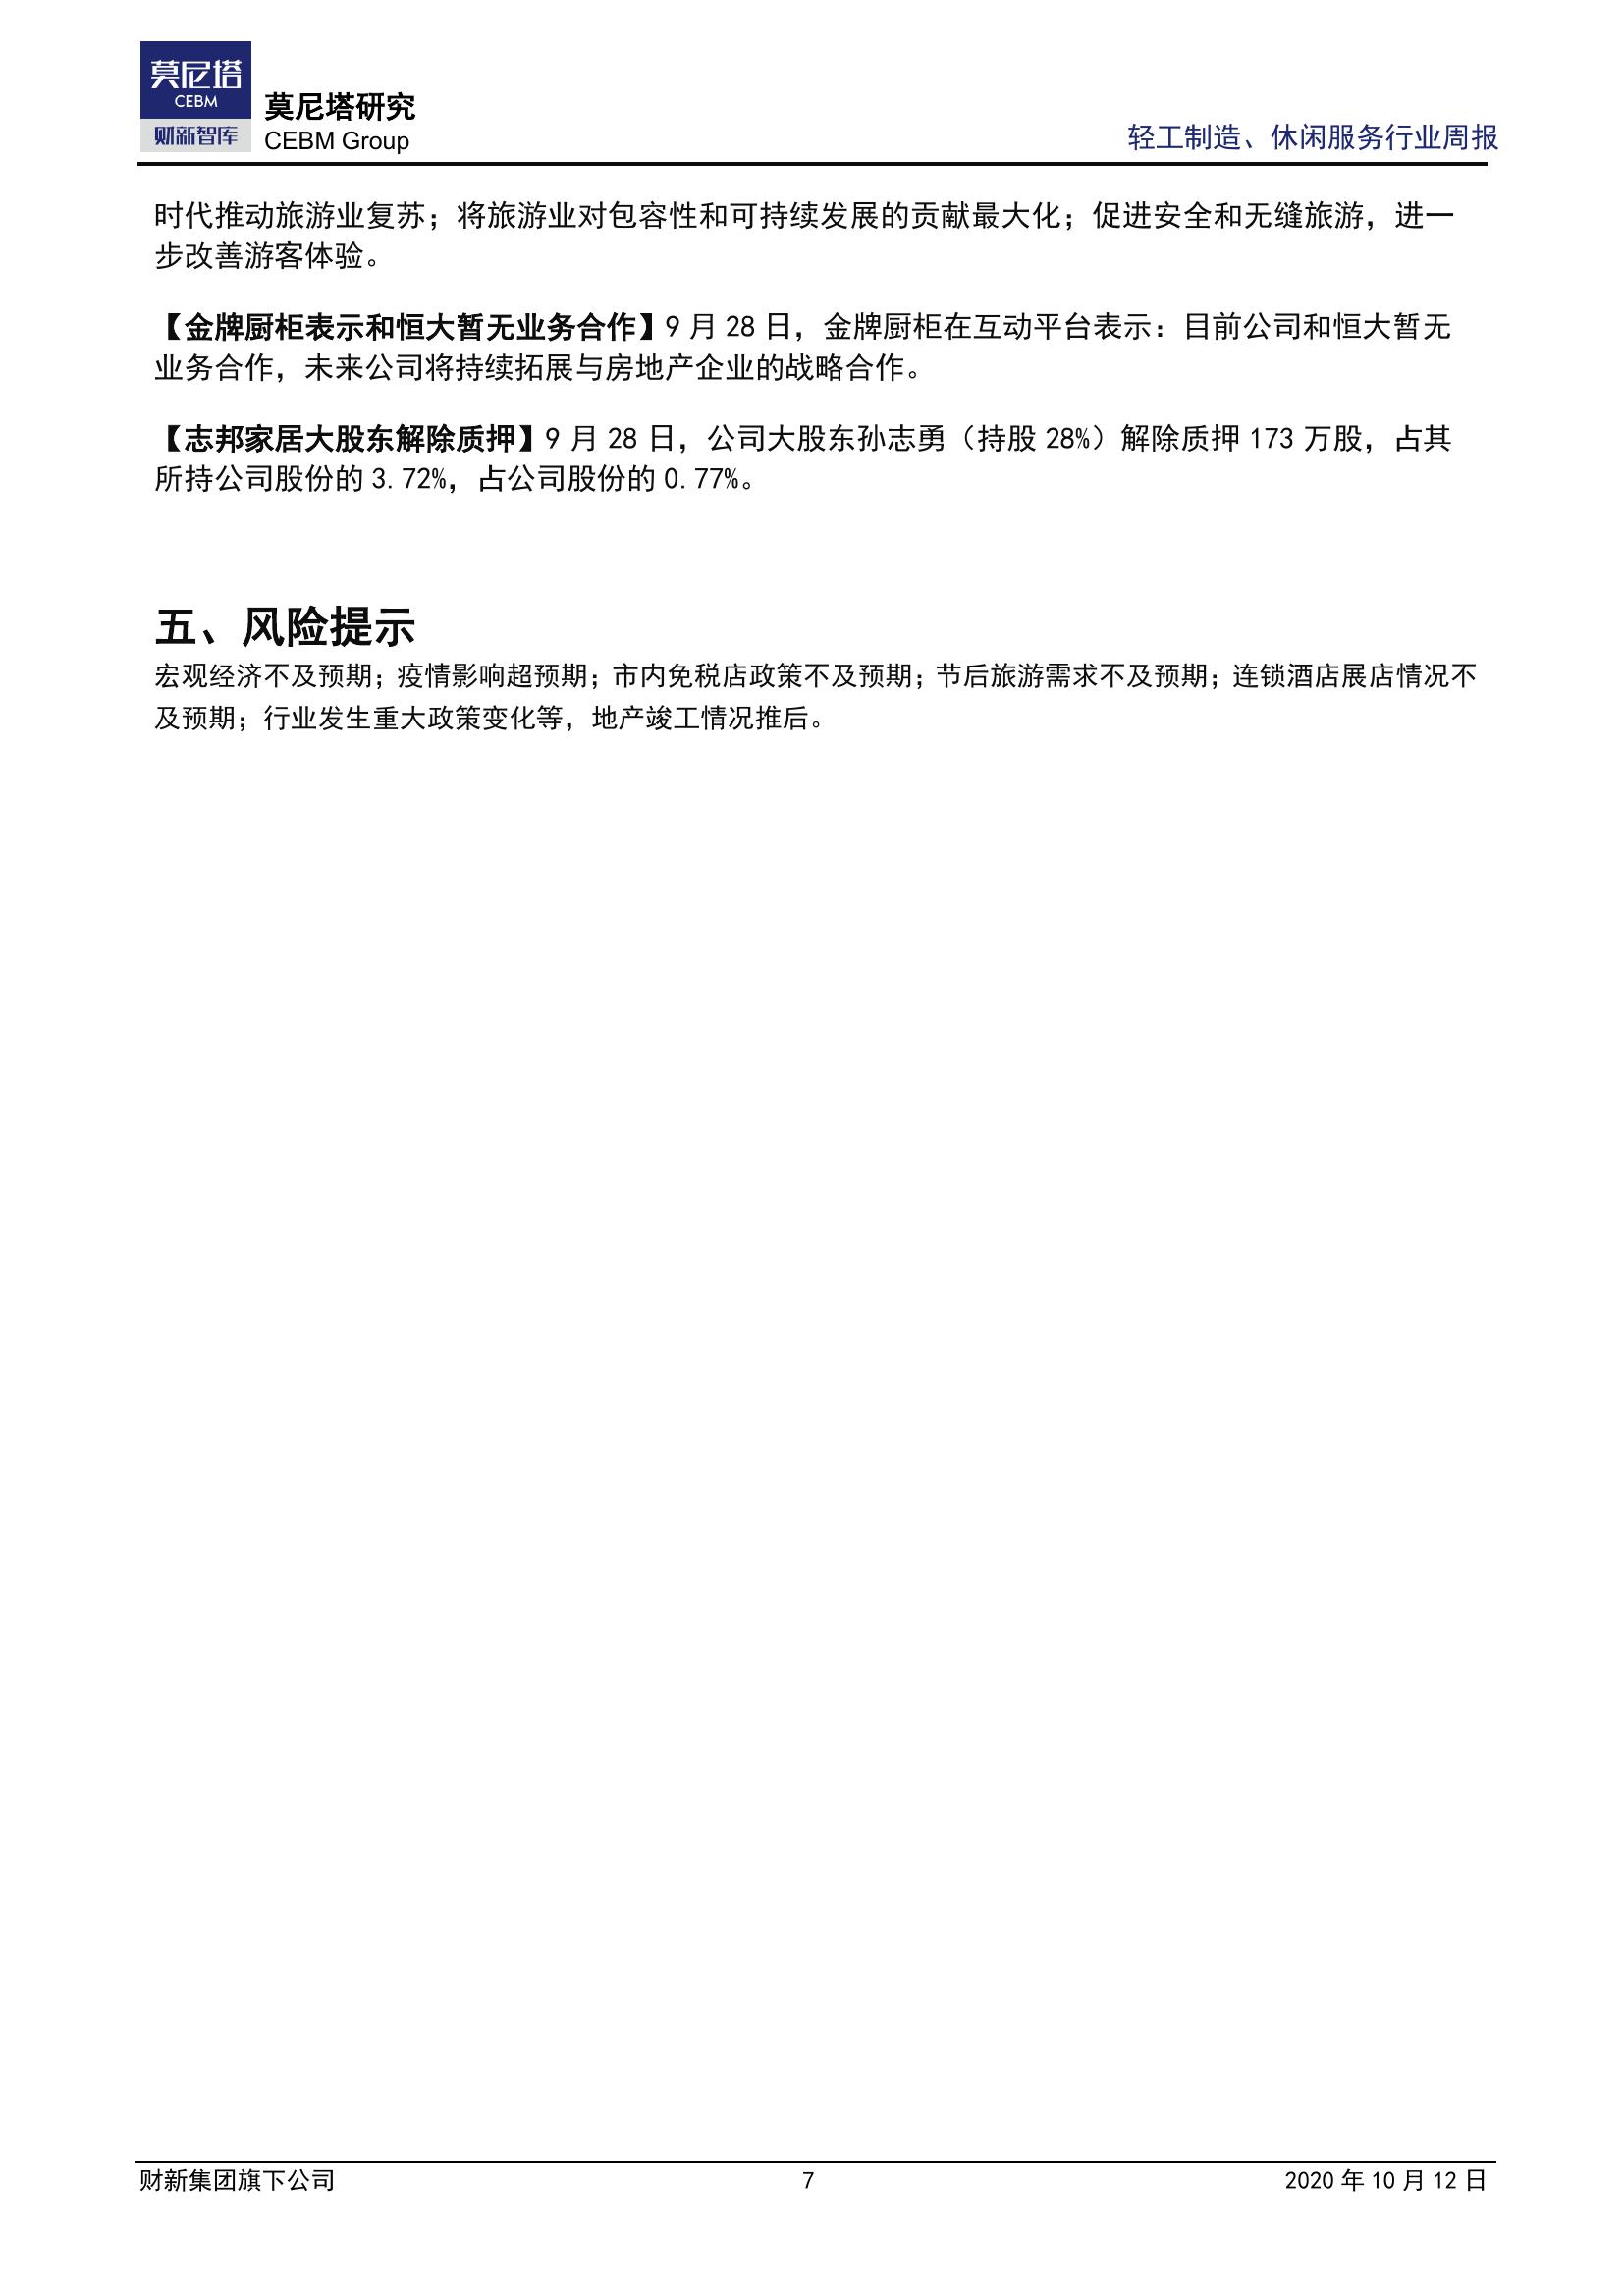 莫尼塔
CEBM
财新智库
莫尼塔研究
CEBM Group
轻工制造、休闲服务行业周报
时代推动旅游业复苏；将旅游业对包容性和可持续发展的贡献最大化；促进安全和无缝旅游，进一
步改善游客体验。
【金牌厨柜表示和恒大暂无业务合作】9 月 28 日，金牌厨柜在互动平台表示：目前公司和恒大暂无
业务合作，未来公司将持续拓展与房地产企业的战略合作。
【志邦家居大股东解除质押】9 月 28 日，公司大股东孙志勇（持股 28%）解除质押 173 万股，占其
所持公司股份的 3.72%，占公司股份的 0.77%。
五、风险提示
宏观经济不及预期；疫情影响超预期；市内免税店政策不及预期；节后旅游需求不及预期；连锁酒店展店情况不
及预期；行业发生重大政策变化等，地产竣工情况推后。
财新集团旗下公司
7
2020 年 10 月 12 日